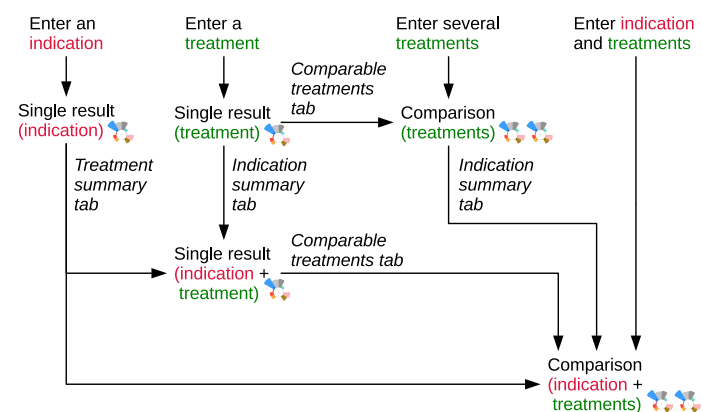 Enter an
indication
Enter a
treatment
Enter several
treatments
Enter indication
and treatments
Single result
(indication)
Comparable
treatments
tab
Single result
(treatment)
Comparison
(treatments)
Treatment
summary
tab
Indication
summary
tab
Indication
summary
tab
Single result
(indication +
treatment)
Comparable
treatments tab
Comparison
(indication +
treatments)